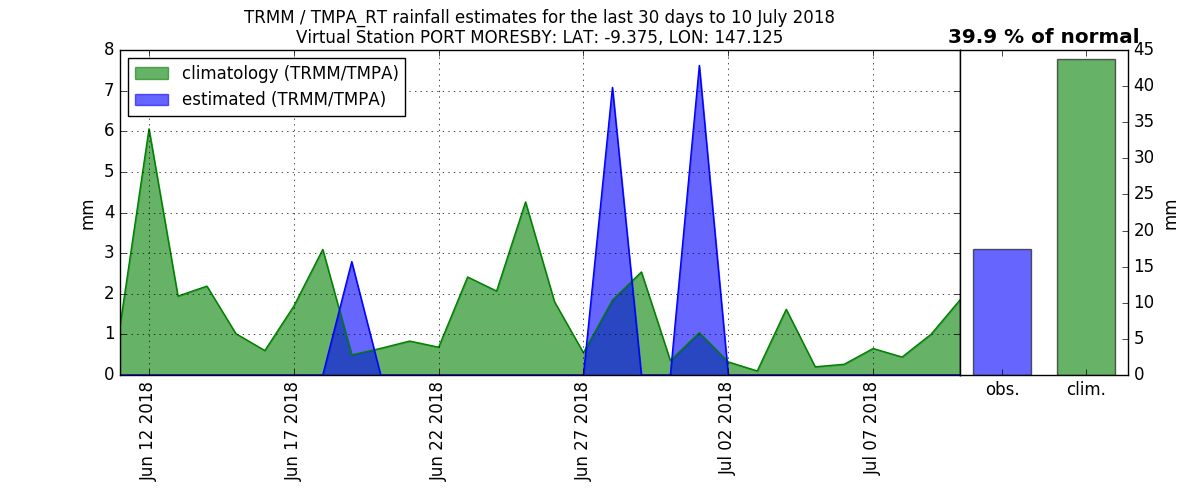 TRMM / TMPA_RT rainfall estimates for the last 30 days to 10 July 2018
Virtual Station PORT MORESBY: LAT: -9.375, LON: 147.125
39.9 % of normal
climatology (TRMM/TMPA)
estimated (TRMM/TMPA)
8
7
6
5
4
3
2
1
0
mm
Jun 12 2018
Jun 17 2018
Jun 22 2018
Jun 27 2018
Jul 02 2018
Jul 07 2018
obs.
clim.
45
40
35
30
25
20
15
10
5
0
mm